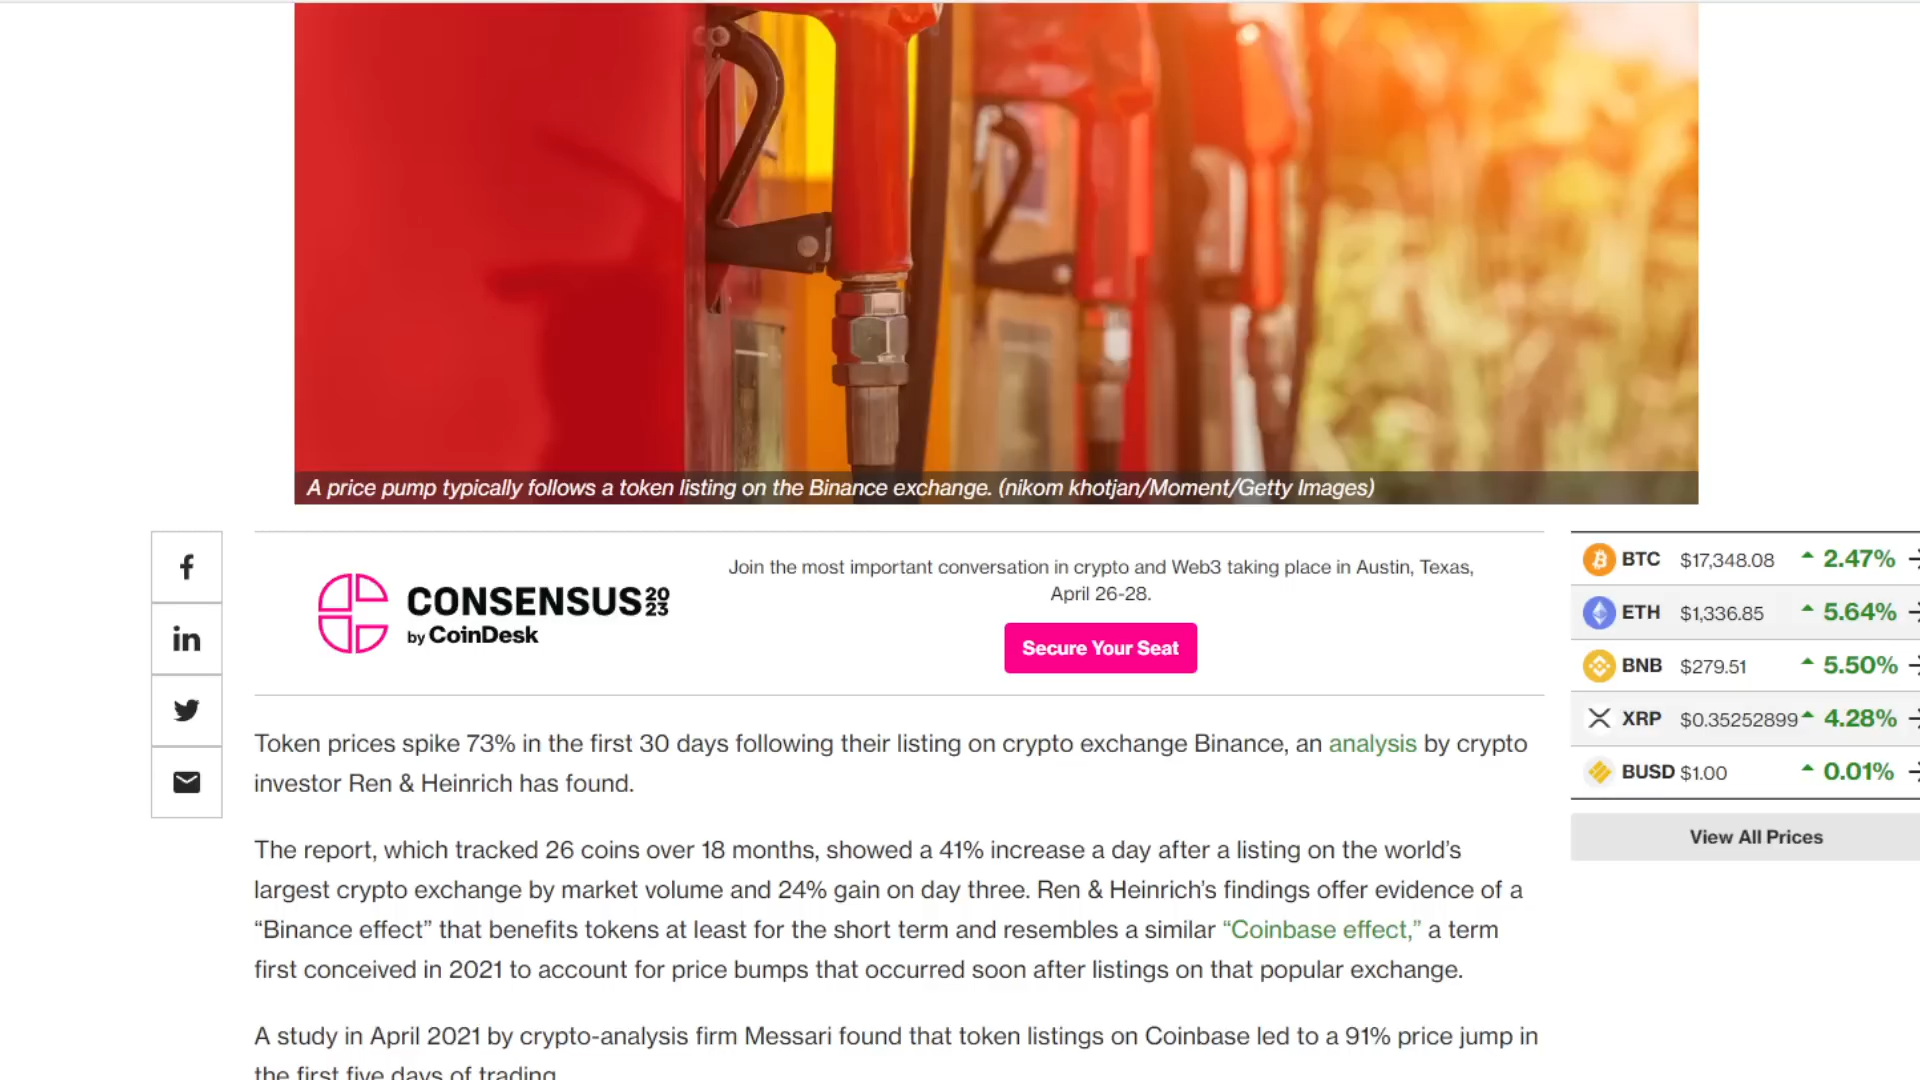 A price pump typically follows a token listing on the Binance exchange. (nikom khotjan/Moment/Getty Images)
CONSENSUS 20 23
by CoinDesk
Join the most important conversation in crypto and Web3 taking place in Austin, Texas,
April 26-28.
Secure Your Seat
BTC $17,348.08 2.47%
ETH $1,336.85 5.64%
BNB $279.51 5.50%
XRP $0.35252899 4.28%
BUSD $1.00 0.01%
View All Prices
Token prices spike 73% in the first 30 days following their listing on crypto exchange Binance, an analysis by crypto
investor Ren & Heinrich has found.
The report, which tracked 26 coins over 18 months, showed a 41% increase a day after a listing on the world’s
largest crypto exchange by market volume and 24% gain on day three. Ren & Heinrich’s findings offer evidence of a
“Binance effect” that benefits tokens at least for the short term and resembles a similar “Coinbase effect,” a term
first conceived in 2021 to account for price bumps that occurred soon after listings on that popular exchange.
A study in April 2021 by crypto-analysis firm Messari found that token listings on Coinbase led to a 91% price jump in
the first five days of trading